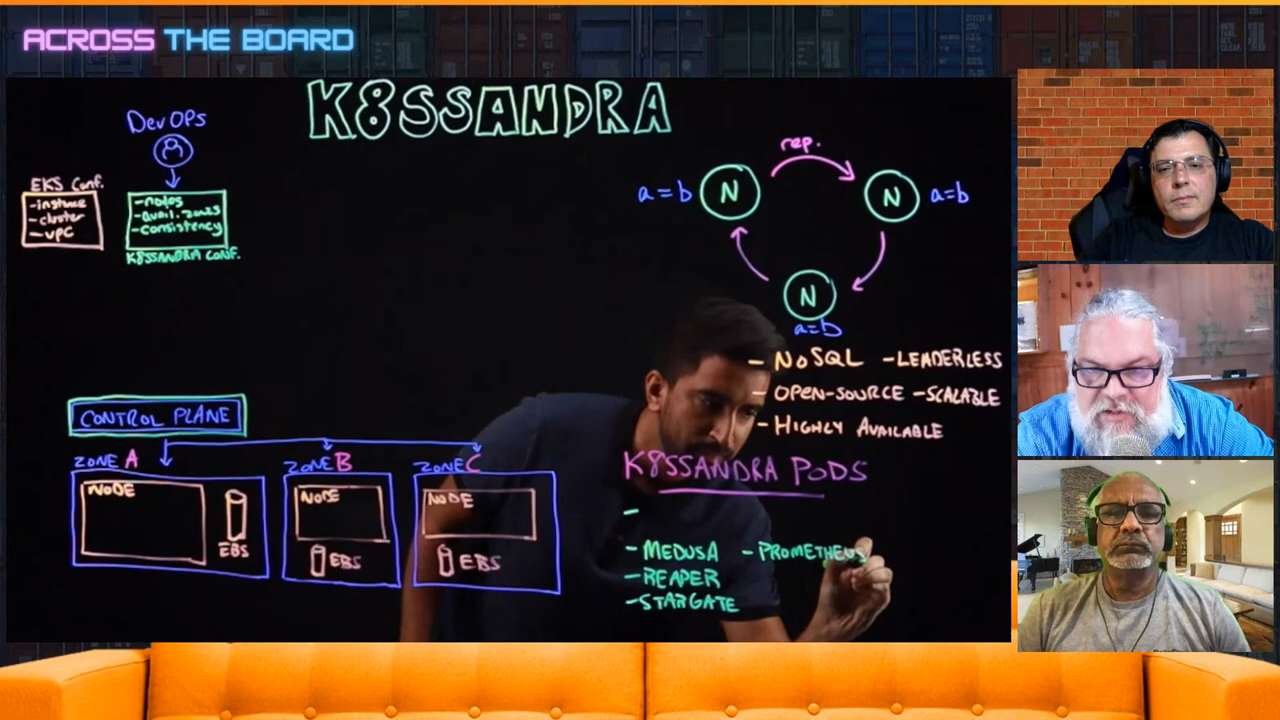 ACROSS THE BOARD
K8SSANDRA
DevOPs
EKS Conf.
-instance
-cluster
-VPC
-nodes
-avail. zones
-consistency
K8SSANDRA CONF.
rep.
a=b
N
N
a=b
N
a=b
- NoSQL -LEADERLESS
- OPEN-SOURCE -SCALABLE
- HIGHLY AVAILABLE
CONTROL PLANE
ZONE A
NODE
EBS
ZONE B
NODE
EBS
ZONE C
NODE
EBS
K8SSANDRA PODS
-
- MEDUSA - PROMETHEUS
- REAPER
- STARGATE